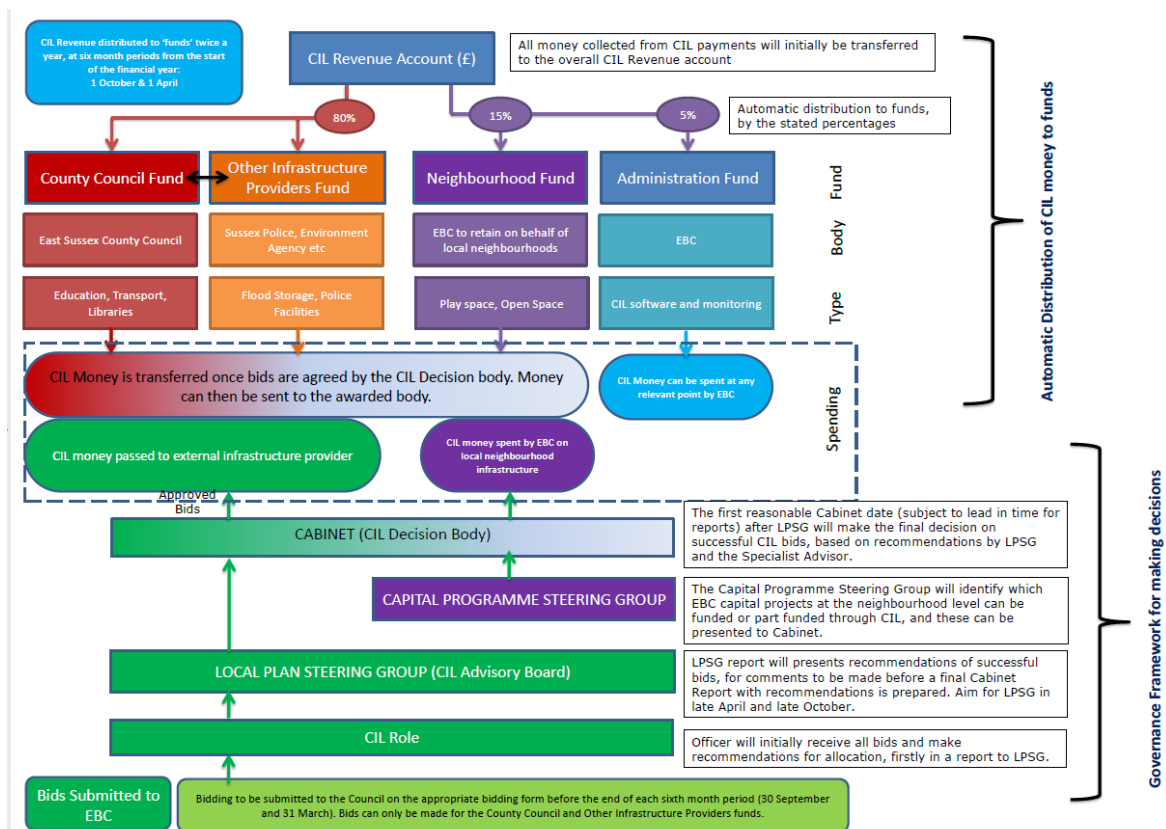 CIL Revenue distributed to 'funds' twice a
year, at six month periods from the start
of the financial year:
1 October & 1 April
CIL Revenue Account (£)
All money collected from CIL payments will initially be transferred
to the overall CIL Revenue account
80%
15%
5%
Automatic distribution to funds,
by the stated percentages
County Council Fund
Other Infrastructure
Providers Fund
Neighbourhood Fund
Administration Fund
Fund
East Sussex County Council
Sussex Police, Environment
Agency etc
EBC to retain on behalf of
local neighbourhoods
EBC
Body
Education, Transport,
Libraries
Flood Storage, Police
Facilities
Play space, Open Space
CIL software and monitoring
Type
Automatic Distribution of CIL money to funds
CIL Money is transferred once bids are agreed by the CIL Decision body. Money
can then be sent to the awarded body.
CIL Money can be spent at any
relevant point by EBC
Spending
CIL money passed to external infrastructure provider
CIL money spent by EBC on
local neighbourhood
infrastructure
Approved
Bids
CABINET (CIL Decision Body)
The first reasonable Cabinet date (subject to lead in time for
reports) after LPSG will make the final decision on
successful CIL bids, based on recommendations by LPSG
and the Specialist Advisor.
CAPITAL PROGRAMME STEERING GROUP
The Capital Programme Steering Group will identify which
EBC capital projects at the neighbourhood level can be
funded or part funded through CIL, and these can be
presented to Cabinet.
LOCAL PLAN STEERING GROUP (CIL Advisory Board)
LPSG report will presents recommendations of successful
bids, for comments to be made before a final Cabinet
Report with recommendations is prepared. Aim for LPSG in
late April and late October.
CIL Role
Officer will initially receive all bids and make
recommendations for allocation, firstly in a report to LPSG.
Governance Framework for making decisions
Bids Submitted to
EBC
Bidding to be submitted to the Council on the appropriate bidding form before the end of each sixth month period (30 September
and 31 March). Bids can only be made for the County Council and Other Infrastructure Providers funds.